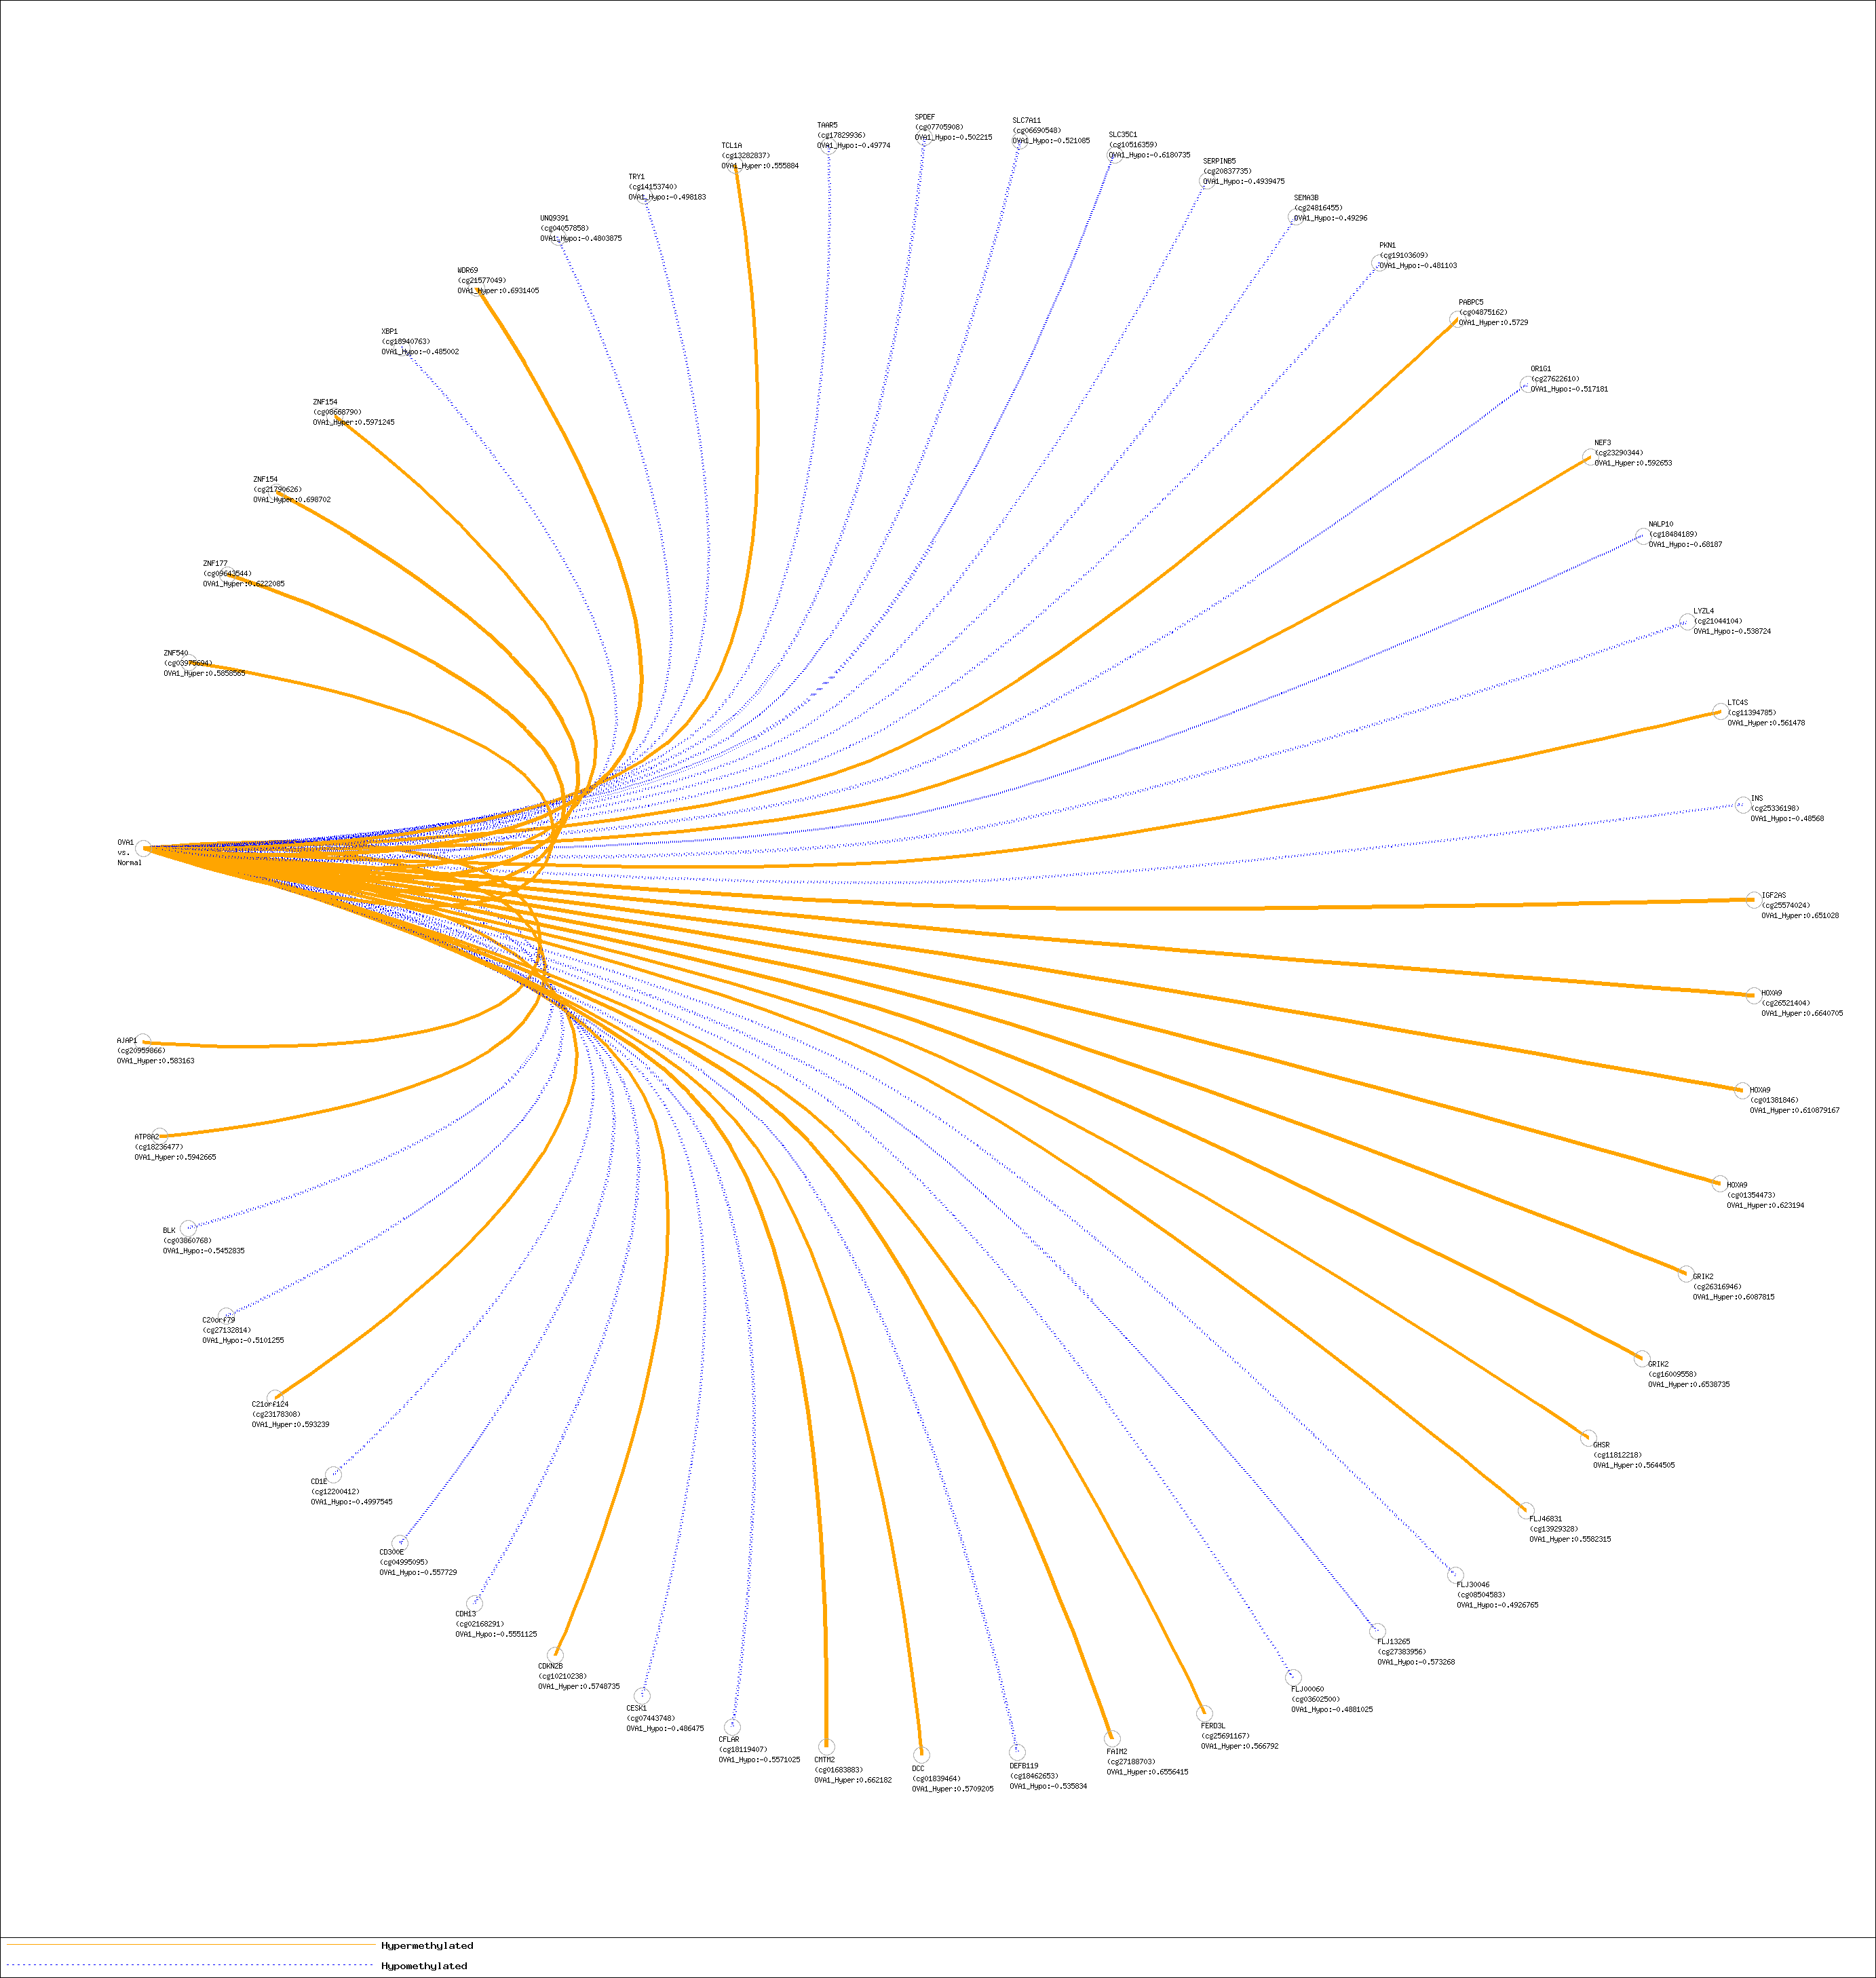 SPDEF
(cg07705908)
OVA1_Hypo:-0.502215
SLC7A11
(cg06690548)
OVA1_Hypo:-0.521085
TAAR5
(cg17829936)
OVA1_Hypo:-0.49774
SLC35C1
(cg10516359)
OVA1_Hypo:-0.6180735
TCL1A
(cg13282837)
OVA1_Hyper:0.555884
SERPINB5
(cg20837735)
OVA1_Hypo:-0.4939475
TRY1
(cg14153740)
OVA1_Hypo:-0.498183
SEMA3B
(cg24816455)
OVA1_Hypo:-0.49296
UNQ9391
(cg04057858)
OVA1_Hypo:-0.4803875
PKN1
(cg19103609)
OVA1_Hypo:-0.481103
WDR69
(cg21577049)
OVA1_Hyper:0.6931405
PABPC5
(cg04875162)
OVA1_Hyper:0.5729
XBP1
(cg18940763)
OVA1_Hypo:-0.485002
OR1G1
(cg27622610)
OVA1_Hypo:-0.517181
ZNF154
(cg08668790)
OVA1_Hyper:0.5971245
NEF3
(cg23290344)
OVA1_Hyper:0.592653
ZNF154
(cg21790626)
OVA1_Hyper:0.698702
NALP10
(cg18484189)
OVA1_Hypo:-0.68187
ZNF177
(cg09643544)
OVA1_Hyper:0.6222085
LYZL4
(cg21044104)
OVA1_Hypo:-0.538724
ZNF540
(cg03975694)
OVA1_Hyper:0.5858565
LTC4S
(cg11394785)
OVA1_Hyper:0.561478
INS
(cg25336198)
OVA1_Hypo:-0.48568
OVA1
vs.
Normal
IGF2AS
(cg25574024)
OVA1_Hyper:0.651028
HOXA9
(cg26521404)
OVA1_Hyper:0.6640705
AJAP1
(cg20959866)
OVA1_Hyper:0.583163
HOXA9
(cg01381846)
OVA1_Hyper:0.610879167
ATP8A2
(cg18236477)
OVA1_Hyper:0.5942665
HOXA9
(cg01354473)
OVA1_Hyper:0.623194
BLK
(cg03860768)
OVA1_Hypo:-0.5452835
GRIK2
(cg26316946)
OVA1_Hyper:0.6087815
C20orf79
(cg27132814)
OVA1_Hypo:-0.5101255
GRIK2
(cg16009558)
OVA1_Hyper:0.6538735
C21orf124
(cg23178308)
OVA1_Hyper:0.593239
GHSR
(cg11812218)
OVA1_Hyper:0.5644505
CD1E
(cg12200412)
OVA1_Hypo:-0.4997545
FLJ46831
(cg13929328)
OVA1_Hyper:0.5582315
CD300E
(cg04995095)
OVA1_Hypo:-0.557729
FLJ30046
(cg08504583)
OVA1_Hypo:-0.4926765
CDH13
(cg02168291)
OVA1_Hypo:-0.5551125
FLJ13265
(cg27383956)
OVA1_Hypo:-0.573268
CDKN2B
(cg10210238)
OVA1_Hyper:0.5748735
FLJ00060
(cg03602500)
OVA1_Hypo:-0.4881025
CESK1
(cg07443748)
OVA1_Hypo:-0.486475
FERD3L
(cg25691167)
OVA1_Hyper:0.566792
CFLAR
(cg18119407)
OVA1_Hypo:-0.5571025
FAIM2
(cg27188703)
OVA1_Hyper:0.6556415
CMTM2
(cg01683883)
OVA1_Hyper:0.662182
DCC
(cg01839464)
OVA1_Hyper:0.5709205
DEFB119
(cg18462653)
OVA1_Hypo:-0.535834
Hypermethylated
Hypomethylated